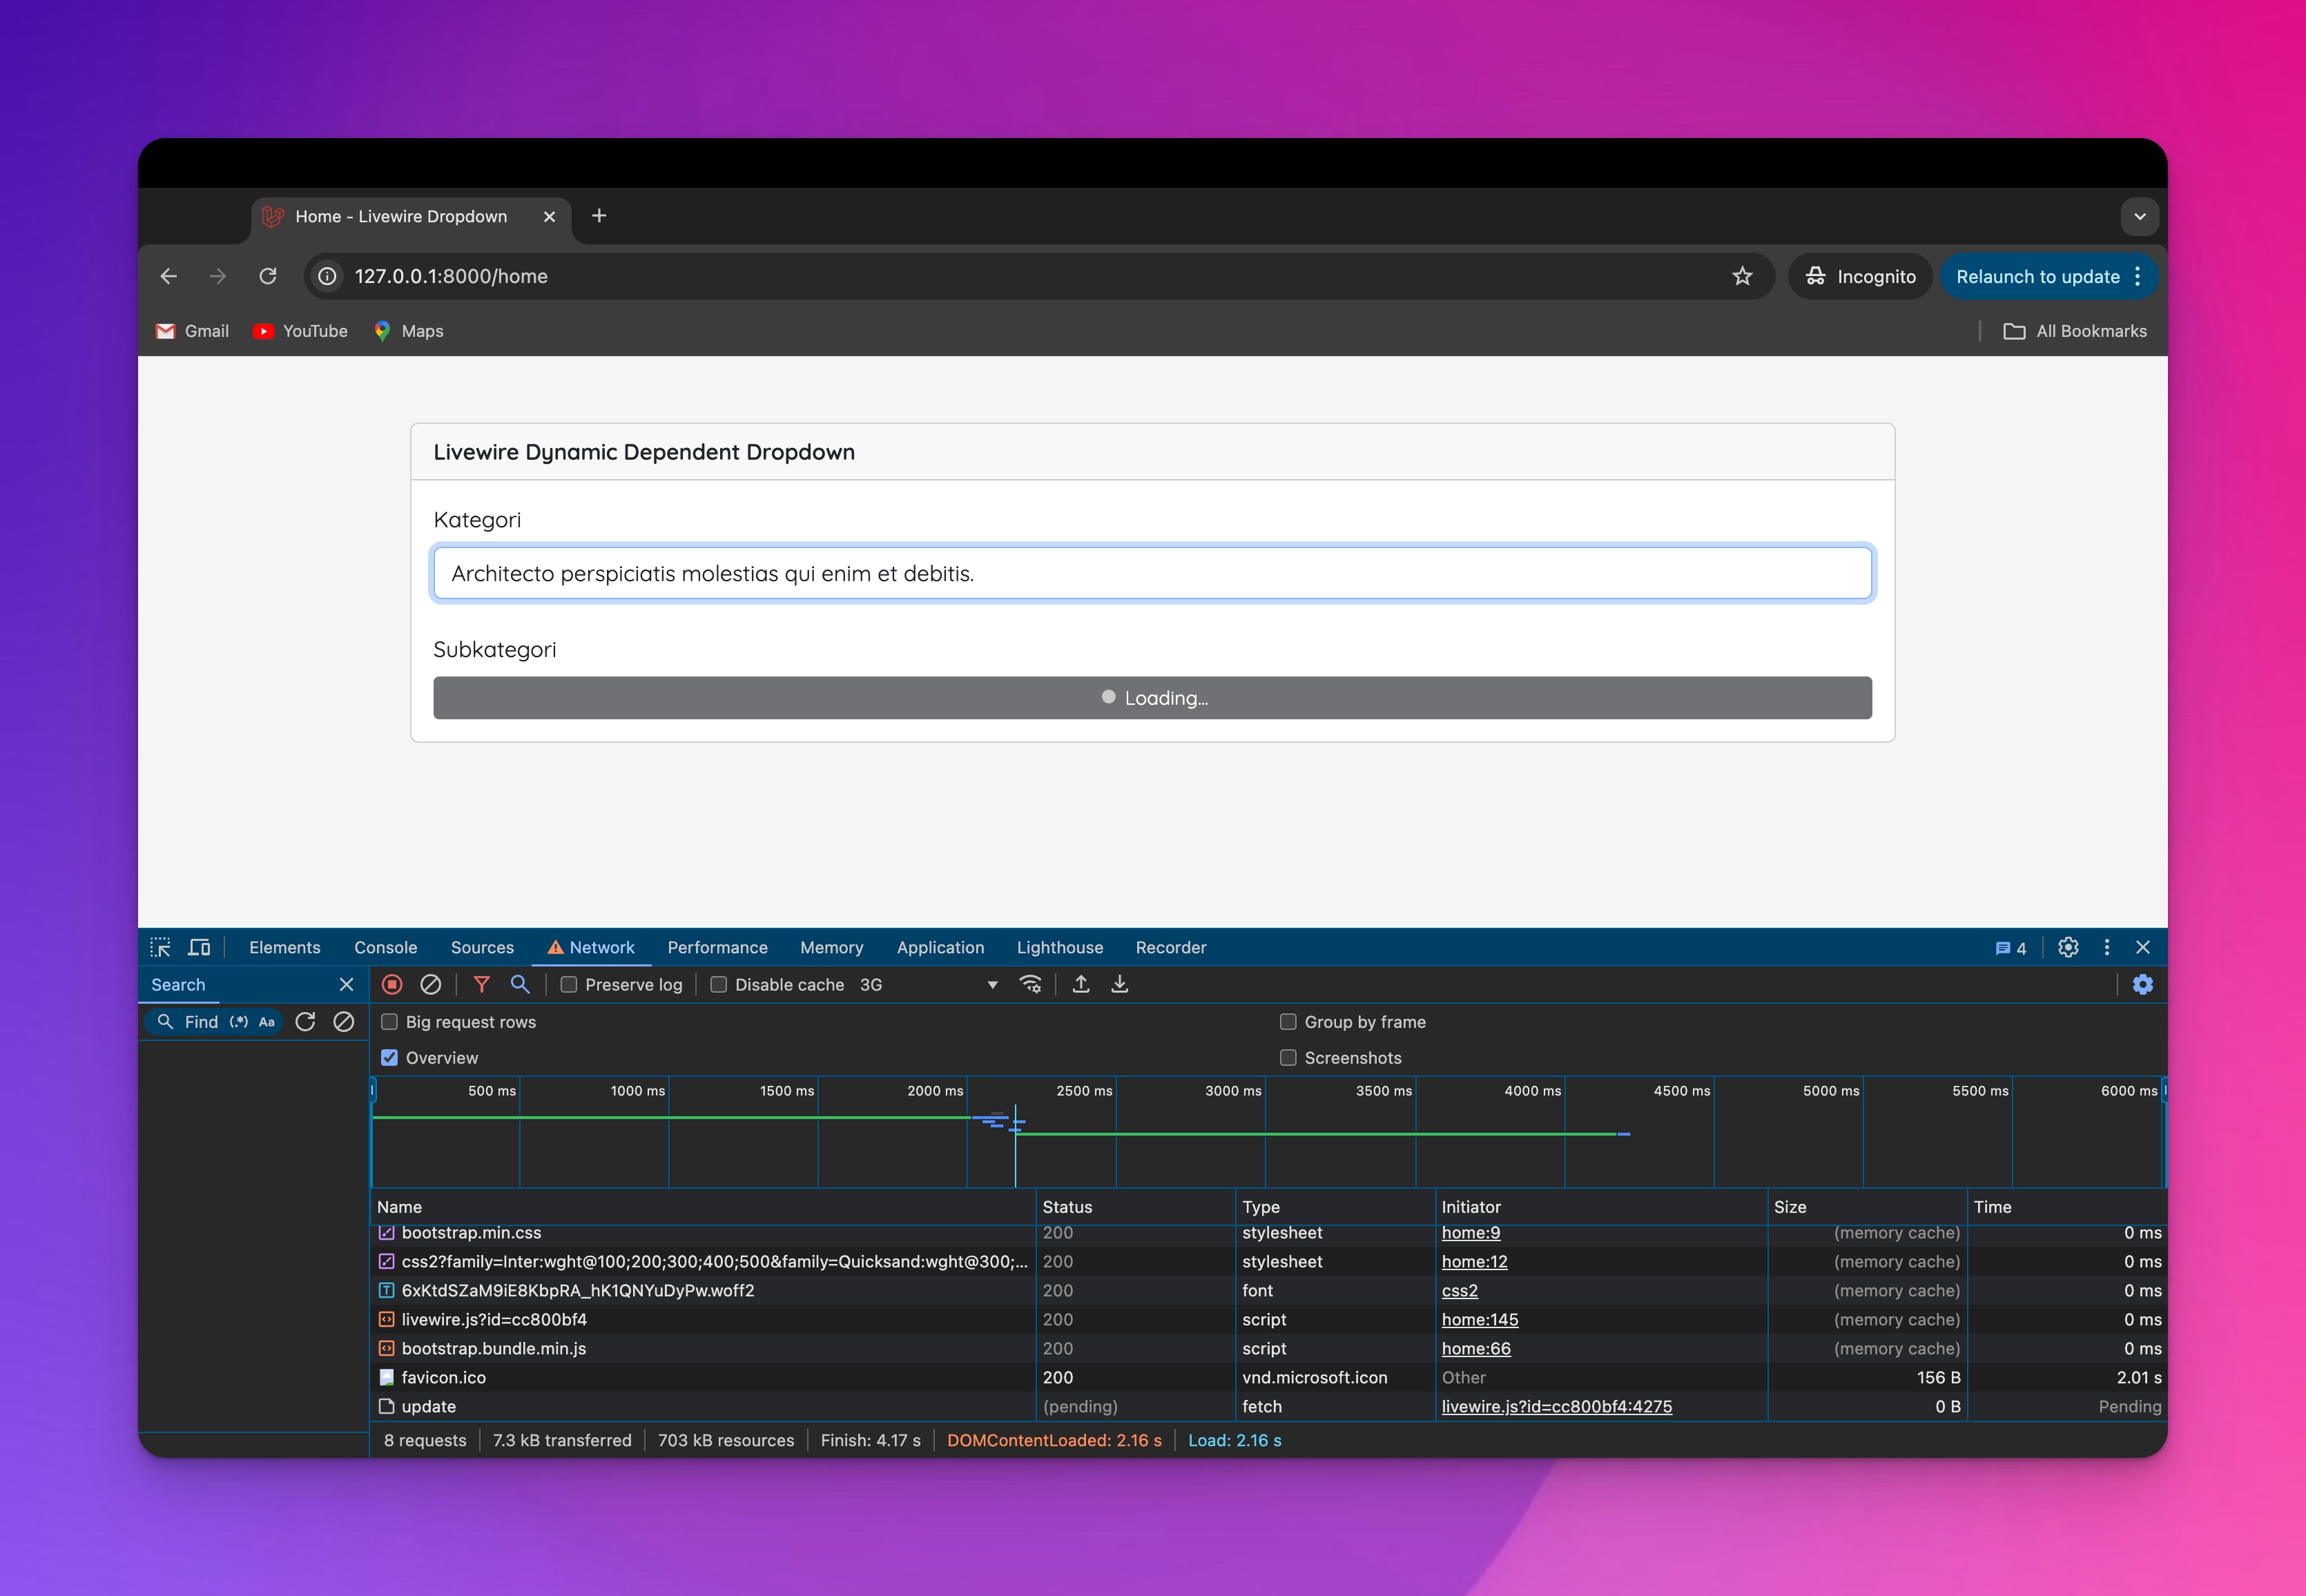 Home - Livewire Dropdown
127.0.0.1:8000/home
Incognito
Relaunch to update
Gmail
YouTube
Maps
All Bookmarks
Livewire Dynamic Dependent Dropdown
Kategori
Architecto perspiciatis molestias qui enim et debitis.
Subkategori
Loading...
Elements Console Sources Network Performance Memory Application Lighthouse Recorder 4
Search Preserve log Disable cache 3G
Find (.*) Aa Big request rows Group by frame
Overview Screenshots
500 ms 1000 ms 1500 ms 2000 ms 2500 ms 3000 ms 3500 ms 4000 ms 4500 ms 5000 ms 5500 ms 6000 ms
Name Status Type Initiator Size Time
bootstrap.min.css 200 stylesheet home:9 (memory cache) 0 ms
css2?family=Inter:wght@100;200;300;400;500&family=Quicksand:wght@300;... 200 stylesheet home:12 (memory cache) 0 ms
6xKtdSZaM9iE8KbpRA_hK1QNYuDyPw.woff2 200 font css2 (memory cache) 0 ms
livewire.js?id=cc800bf4 200 script home:145 (memory cache) 0 ms
bootstrap.bundle.min.js 200 script home:66 (memory cache) 0 ms
favicon.ico 200 vnd.microsoft.icon Other 156 B 2.01 s
update (pending) fetch livewire.js?id=cc800bf4:4275 0 B Pending
8 requests 7.3 kB transferred 703 kB resources Finish: 4.17 s DOMContentLoaded: 2.16 s Load: 2.16 s